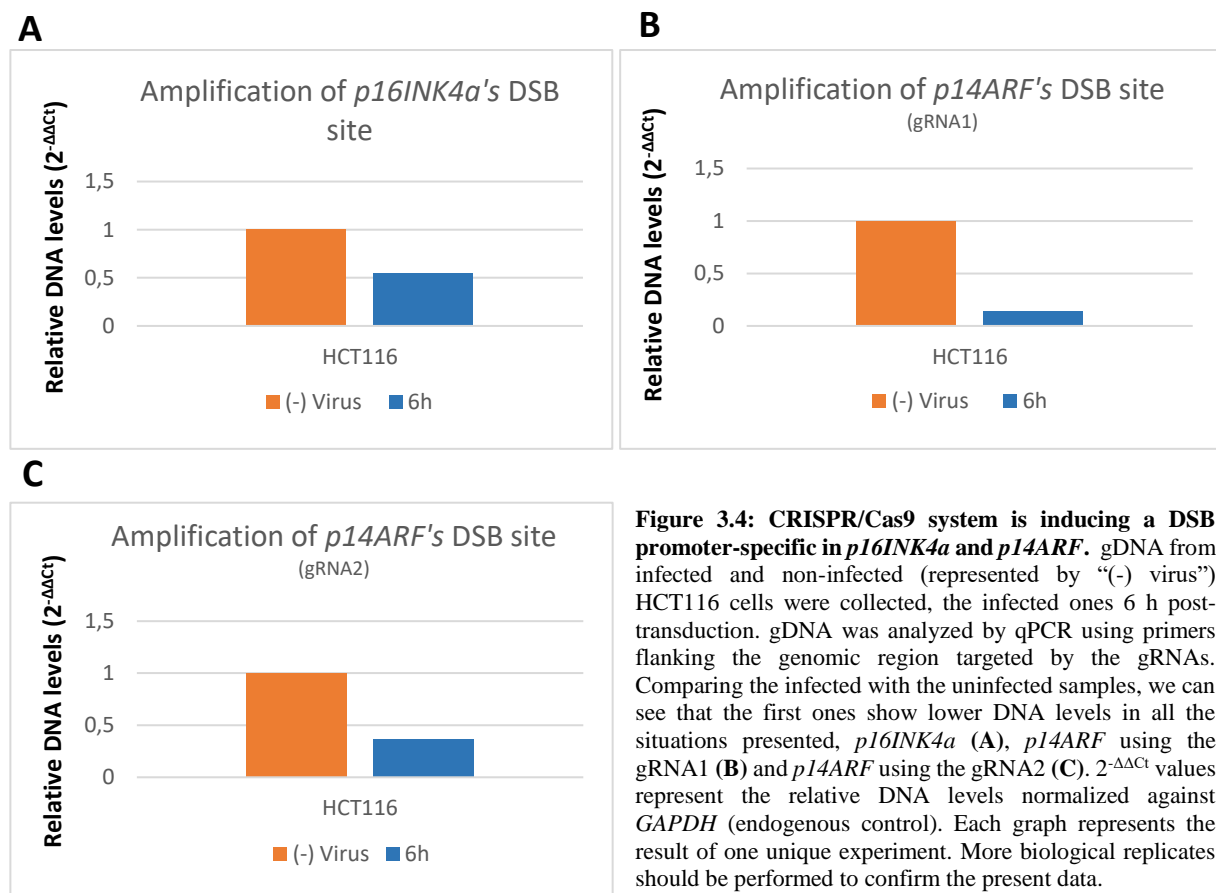 A
Amplification of p16INK4a's DSB
site
Relative DNA levels (2-ΔΔCt)
1,5
1
0,5
0
HCT116
(-) Virus 6h
B
Amplification of p14ARF's DSB site
(gRNA1)
Relative DNA levels (2-ΔΔCt)
1,5
1
0,5
0
HCT116
(-) Virus 6h
C
Amplification of p14ARF's DSB site
(gRNA2)
Relative DNA levels (2-ΔΔCt)
1,5
1
0,5
0
HCT116
(-) Virus 6h
Figure 3.4: CRISPR/Cas9 system is inducing a DSB
promoter-specific in p16INK4a and p14ARF. gDNA from
infected and non-infected (represented by “(-) virus”)
HCT116 cells were collected, the infected ones 6 h post-
transduction. gDNA was analyzed by qPCR using primers
flanking the genomic region targeted by the gRNAs.
Comparing the infected with the uninfected samples, we can
see that the first ones show lower DNA levels in all the
situations presented, p16INK4a (A), p14ARF using the
gRNA1 (B) and p14ARF using the gRNA2 (C). 2-ΔΔCt values
represent the relative DNA levels normalized against
GAPDH (endogenous control). Each graph represents the
result of one unique experiment. More biological replicates
should be performed to confirm the present data.